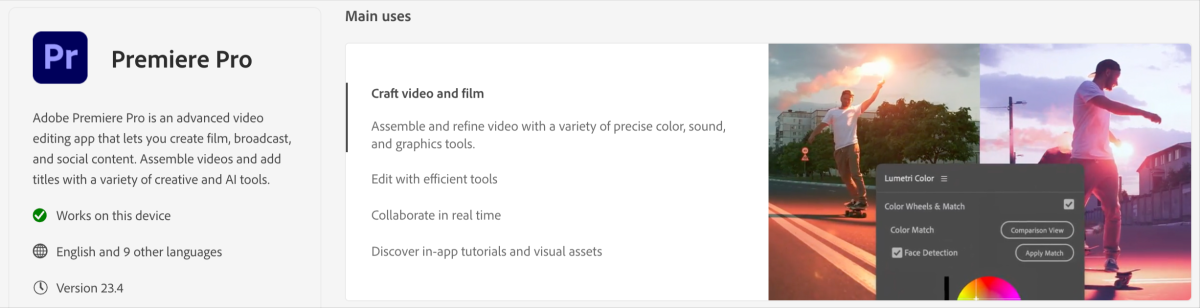 Pr
Premiere Pro
Adobe Premiere Pro is an advanced video
editing app that lets you create film, broadcast,
and social content. Assemble videos and add
titles with a variety of creative and AI tools.
Works on this device
English and 9 other languages
Version 23.4
Main uses
Craft video and film
Assemble and refine video with a variety of precise color, sound,
and graphics tools.
Edit with efficient tools
Collaborate in real time
Discover in-app tutorials and visual assets
Lumetri Color
Color Wheels & Match
Color Match
Comparison View
Face Detection
Apply Match